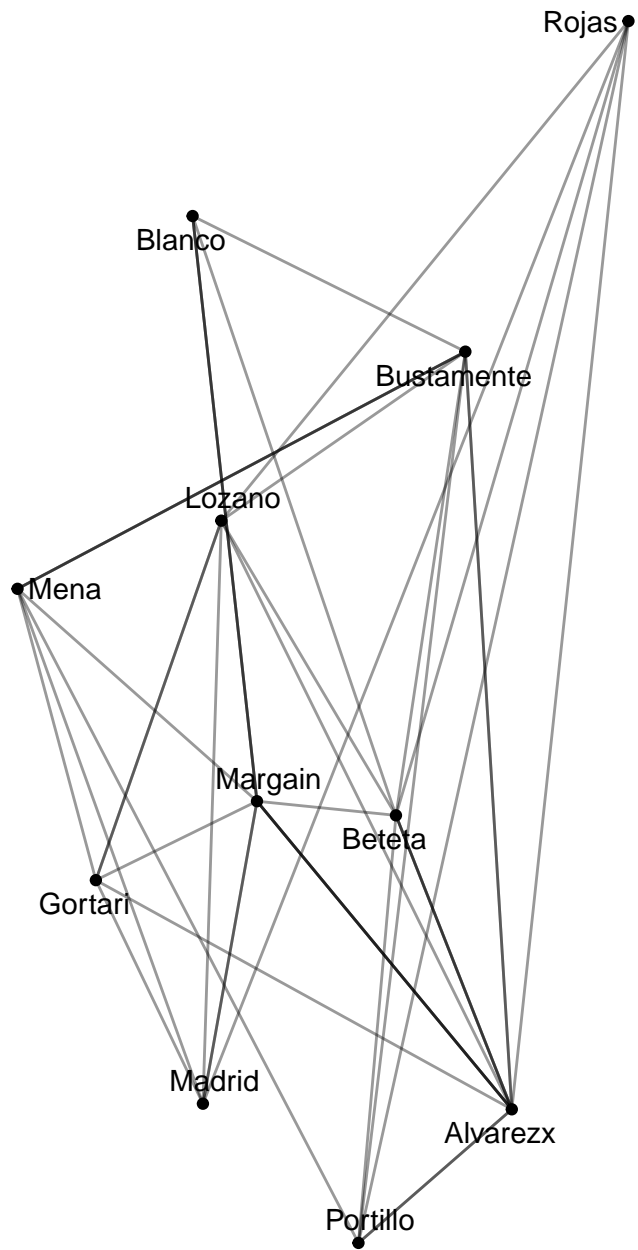 Rojas
Blanco
Bustamente
Lozano
Mena
Margain
Beteta
Gortari
Madrid
Alvarezx
Portillo